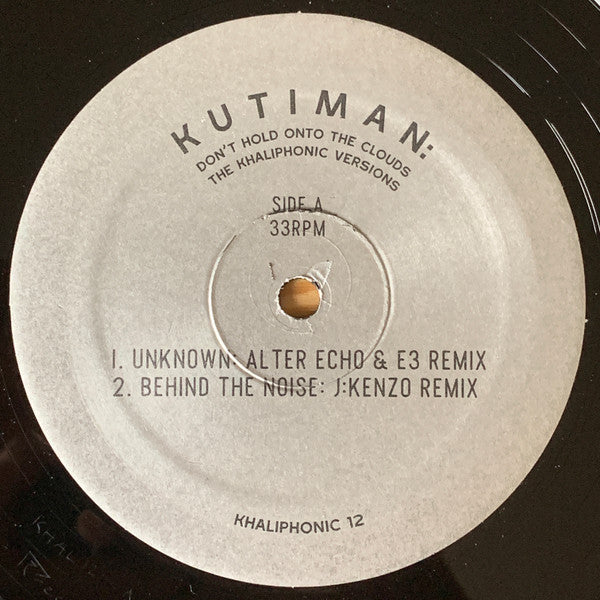 KUTIMAN:
DON'T HOLD ONTO THE CLOUDS
THE KHALIPHONIC VERSIONS
SIDE A
33RPM
1. UNKNOWN: ALTER ECHO & E3 REMIX
2. BEHIND THE NOISE: J:KENZO REMIX
KHALIPHONIC 12